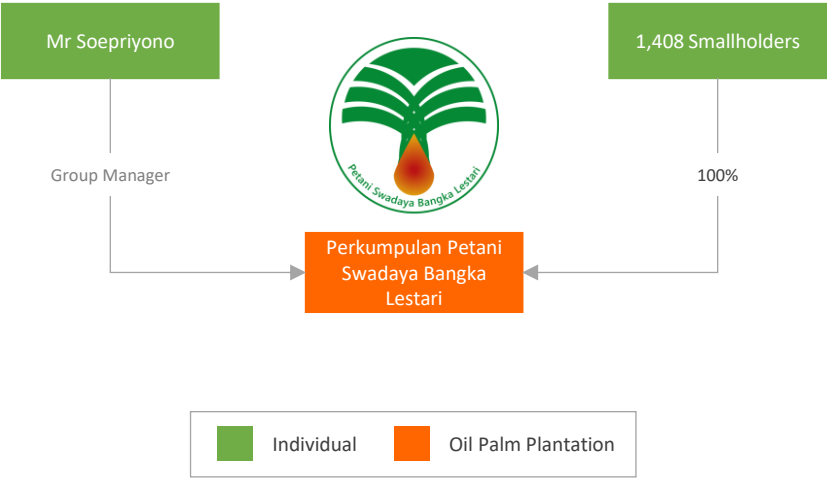 Mr Soepriyono
1,408 Smallholders
Petani Swadaya Bangka Lestari
Group Manager
100%
Perkumpulan Petani
Swadaya Bangka
Lestari
Individual
Oil Palm Plantation